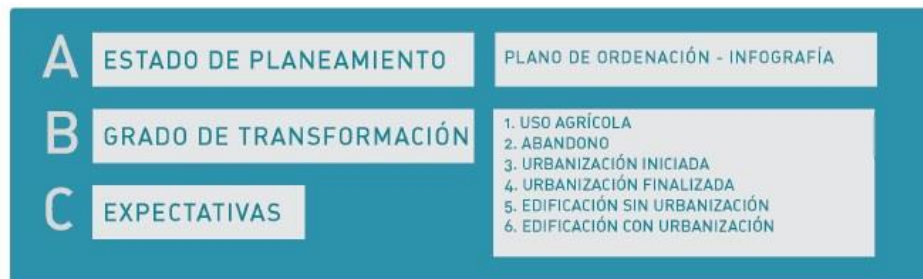 A ESTADO DE PLANEAMIENTO
PLANO DE ORDENACIÓN - INFOGRAFÍA
B GRADO DE TRANSFORMACIÓN
1. USO AGRÍCOLA
2. ABANDONO
3. URBANIZACIÓN INICIADA
4. URBANIZACIÓN FINALIZADA
5. EDIFICACIÓN SIN URBANIZACIÓN
6. EDIFICACIÓN CON URBANIZACIÓN
C EXPECTATIVAS